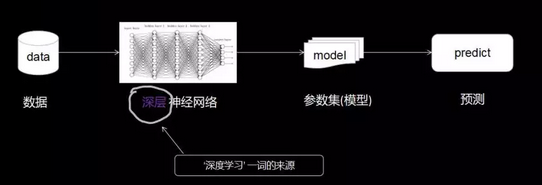 data
model
predict
数据
深层 神经网络
参数集(模型)
预测
‘深度学习’ 一词的来源